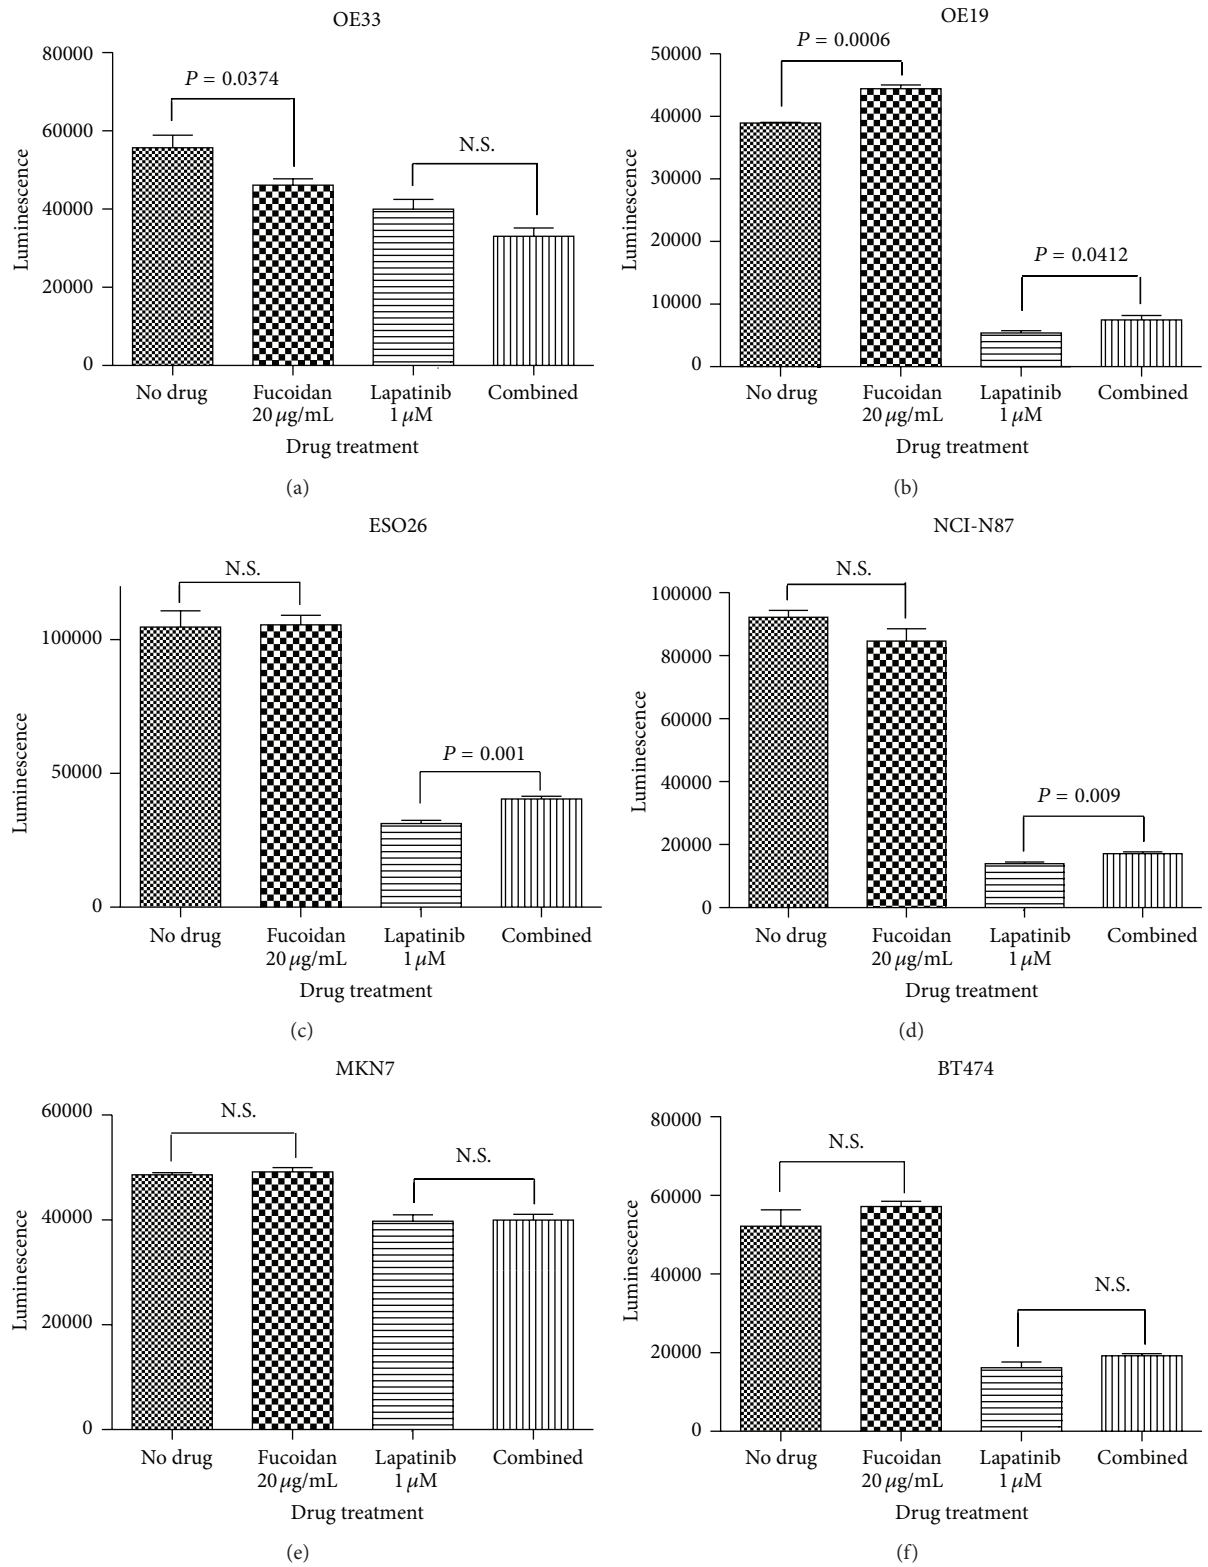 OE33
80000
60000
40000
20000
0
Luminescence
P = 0.0374
N.S.
No drug
Fucoidan
20 μg/mL
Lapatinib
1 μM
Combined
Drug treatment
(a)
OE19
50000
40000
30000
20000
10000
0
Luminescence
P = 0.0006
P = 0.0412
No drug
Fucoidan
20 μg/mL
Lapatinib
1 μM
Combined
Drug treatment
(b)
ESO26
100000
50000
0
Luminescence
N.S.
P = 0.001
No drug
Fucoidan
20 μg/mL
Lapatinib
1 μM
Combined
Drug treatment
(c)
NCI-N87
100000
80000
60000
40000
20000
0
Luminescence
N.S.
P = 0.009
No drug
Fucoidan
20 μg/mL
Lapatinib
1 μM
Combined
Drug treatment
(d)
MKN7
60000
40000
20000
0
Luminescence
N.S.
N.S.
No drug
Fucoidan
20 μg/mL
Lapatinib
1 μM
Combined
Drug treatment
(e)
BT474
80000
60000
40000
20000
0
Luminescence
N.S.
N.S.
No drug
Fucoidan
20 μg/mL
Lapatinib
1 μM
Combined
Drug treatment
(f)